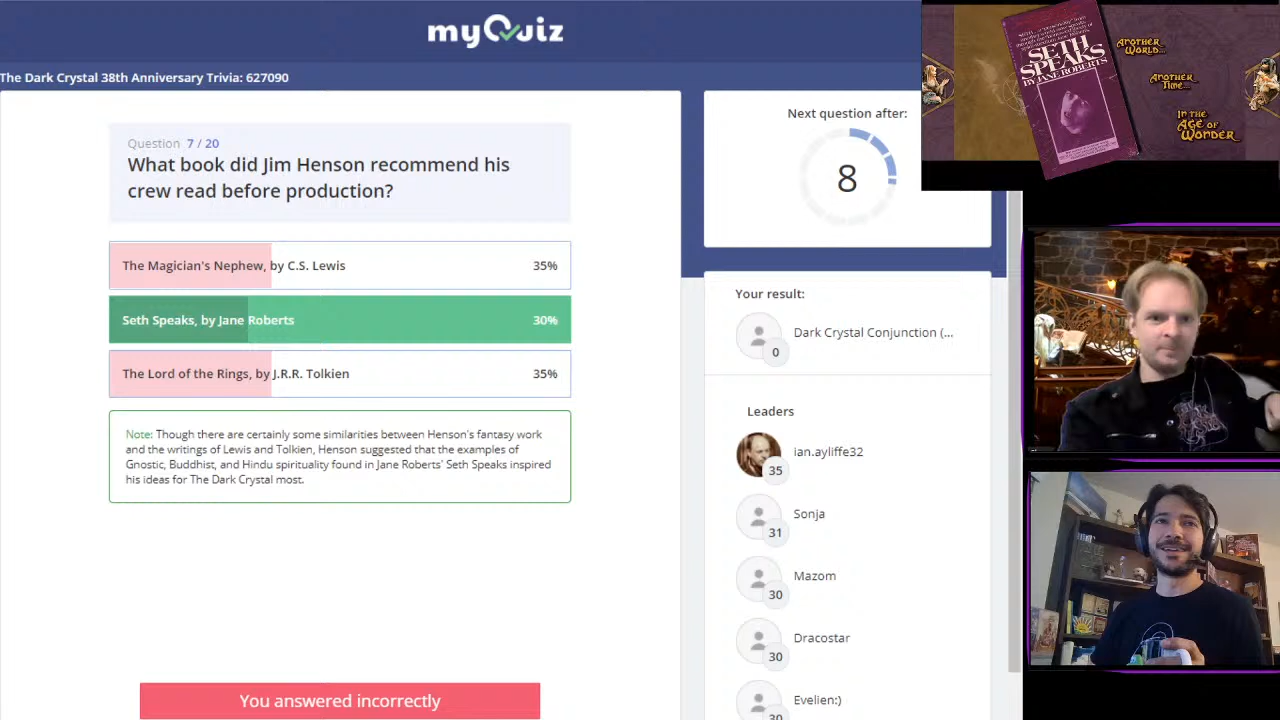 myQuiz
The Dark Crystal 38th Anniversary Trivia: 627090
Question 7 / 20
What book did Jim Henson recommend his
crew read before production?
The Magician's Nephew, by C.S. Lewis 35%
Seth Speaks, by Jane Roberts 30%
The Lord of the Rings, by J.R.R. Tolkien 35%
Note: Though there are certainly some similarities between Henson's fantasy work
and the writings of Lewis and Tolkien, Henson suggested that the examples of
Gnostic, Buddhist, and Hindu spirituality found in Jane Roberts' Seth Speaks inspired
his ideas for The Dark Crystal most.
You answered incorrectly
Next question after:
8
Your result:
Dark Crystal Conjunction (...
0
Leaders
ian.ayliffe32
35
Sonja
31
Mazom
30
Dracostar
30
Evelien:)
30
SETH
SPEAKS
BY JANE ROBERTS
ANOTHER
WORLD...
ANOTHER
TIME...
IN THE
AGE OF
WONDER